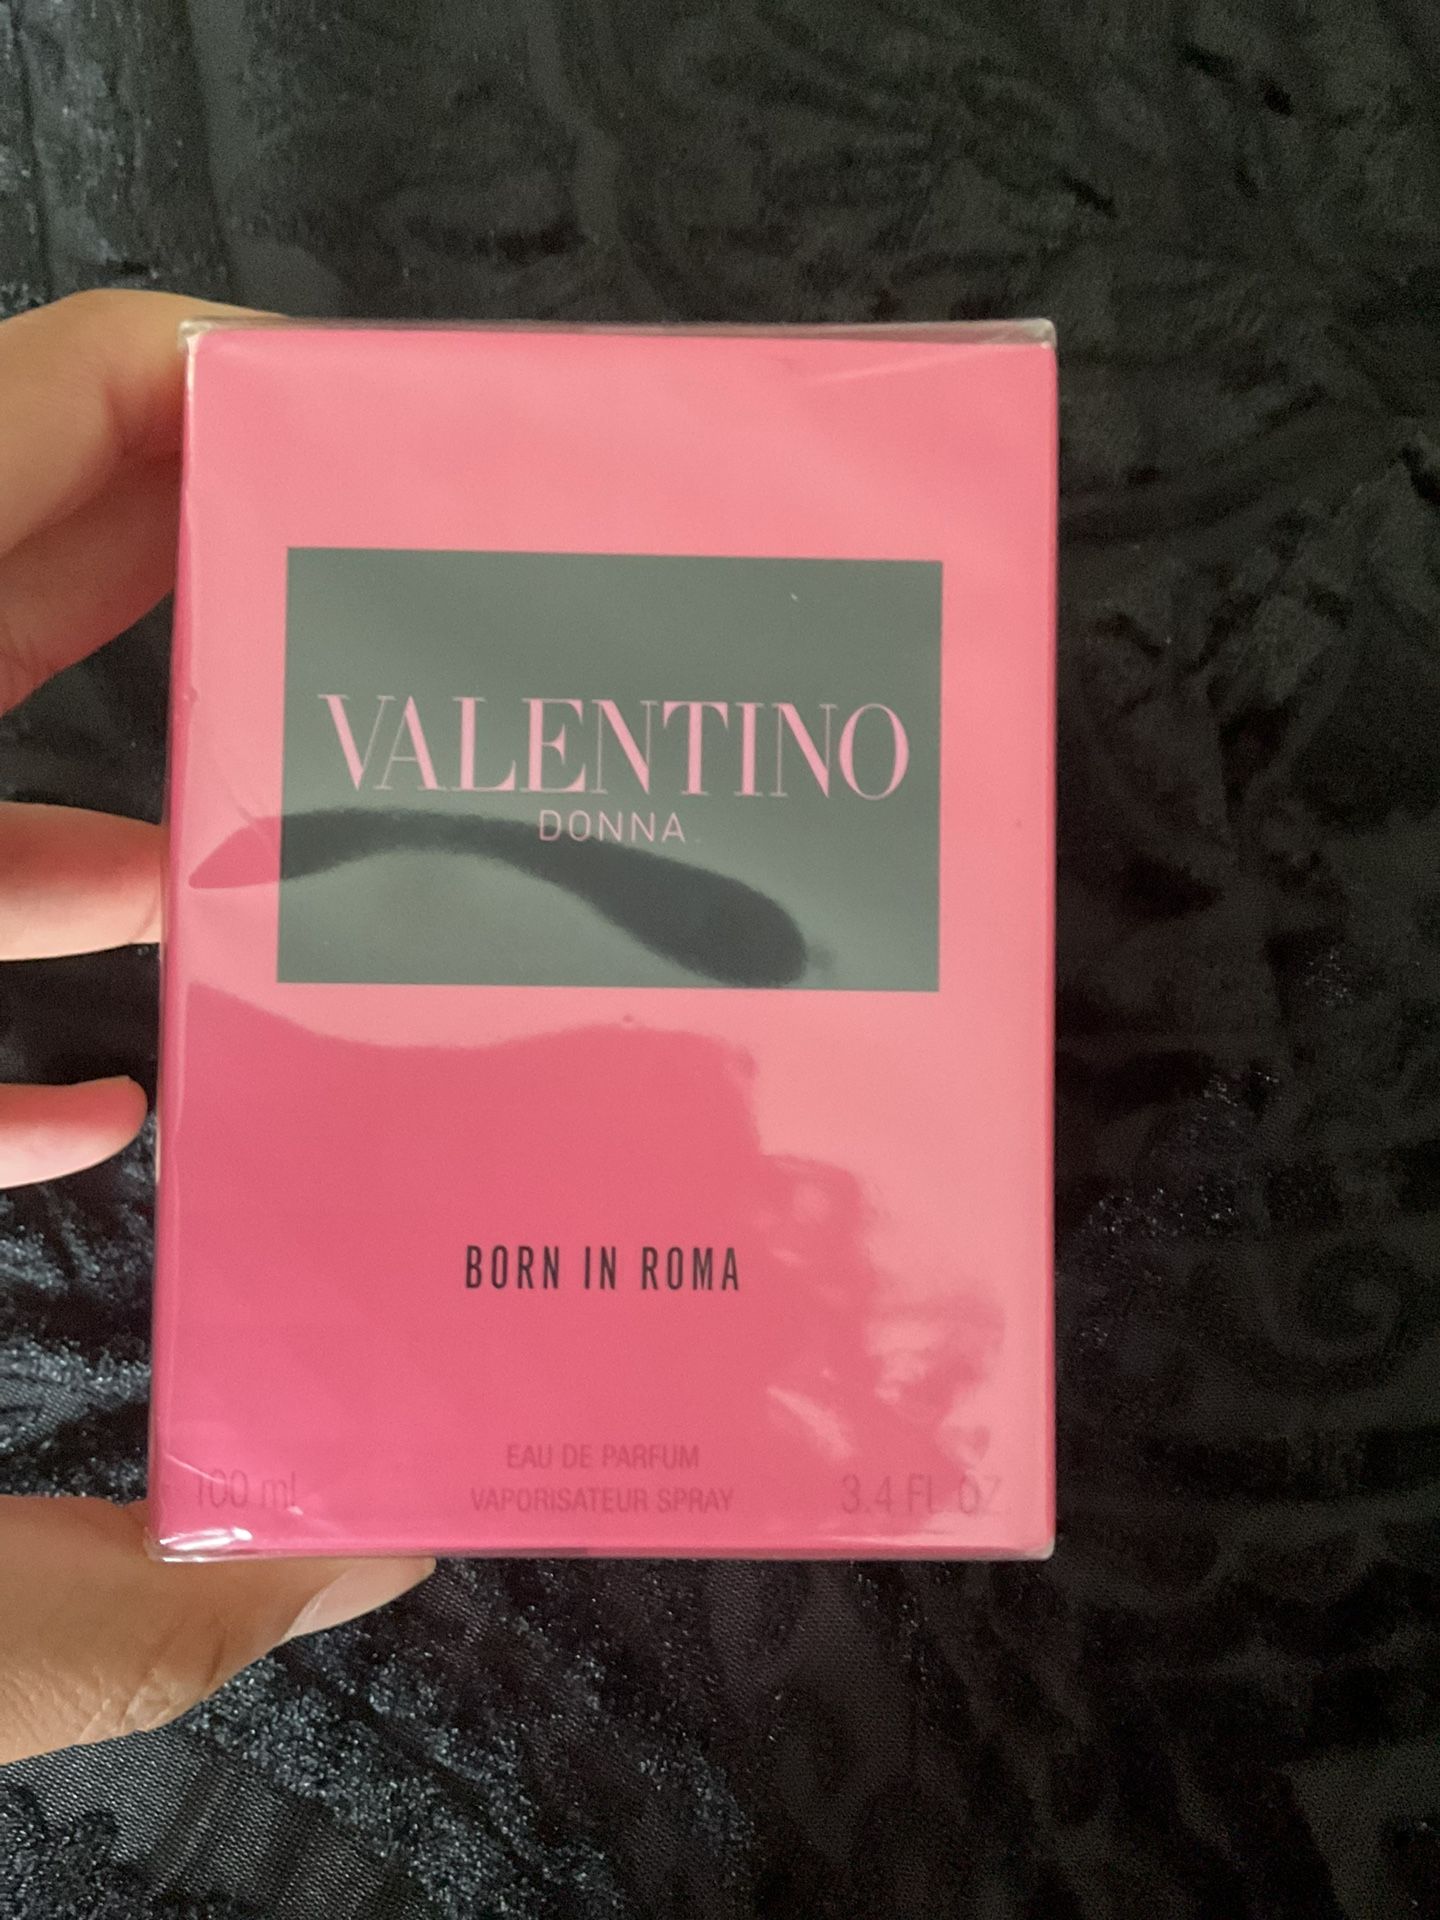 VALENTINO
DONNA
BORN IN ROMA
EAU DE PARFUM
100 ml VAPORISATEUR SPRAY 3.4 FL. OZ.